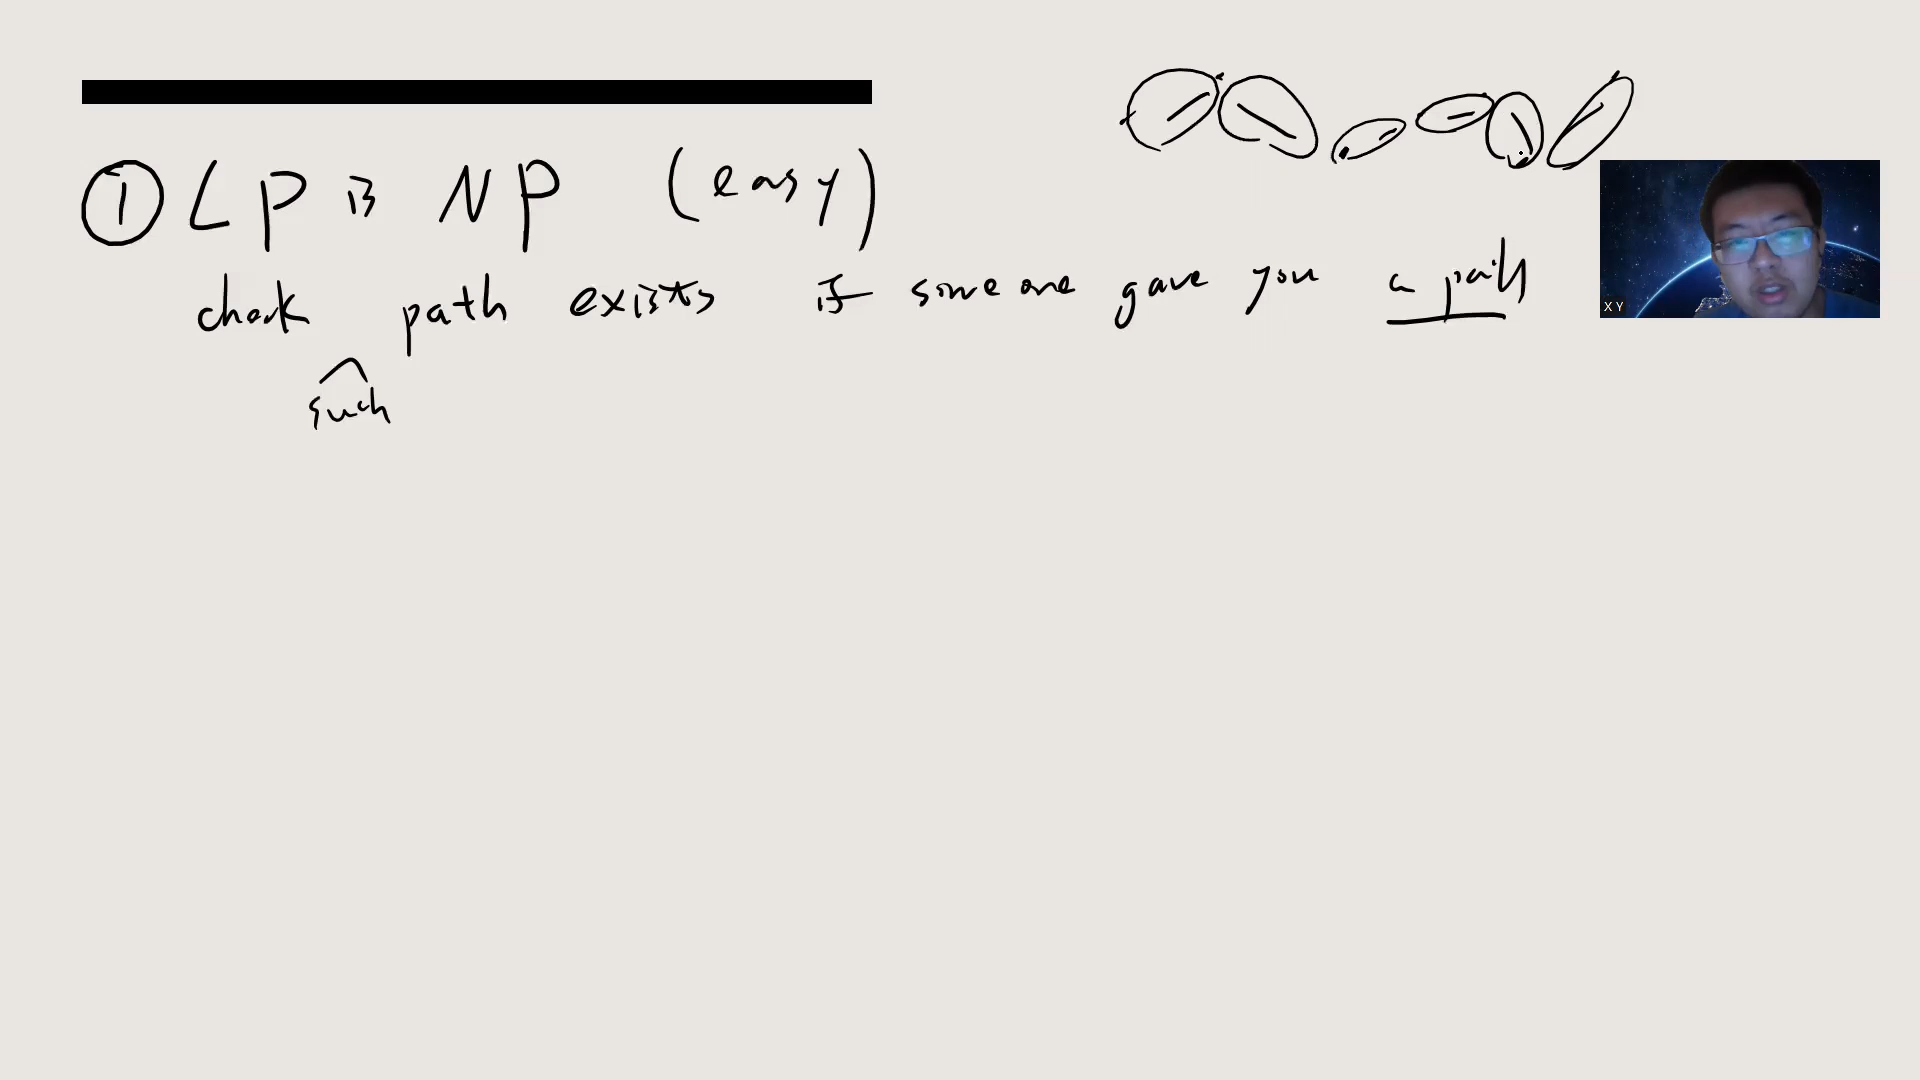 ① LP is NP (easy)
check path exists if someone gave you a path
such
X Y